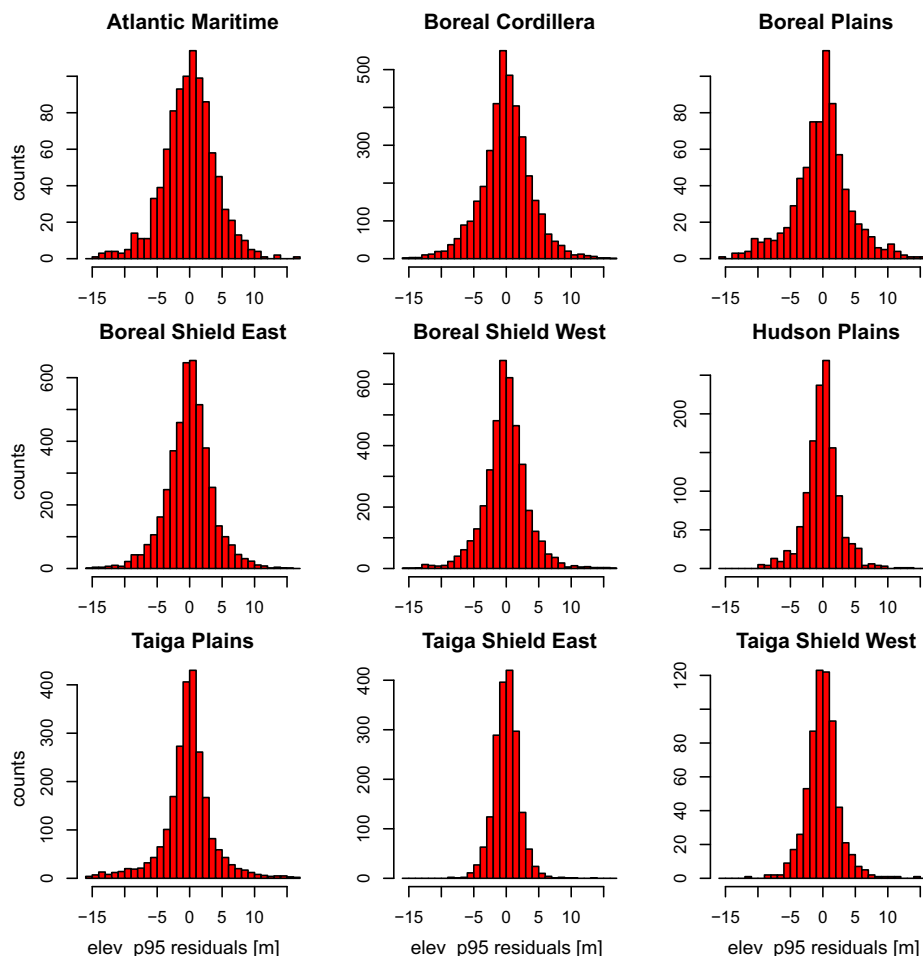 Atlantic Maritime
Boreal Cordillera
Boreal Plains
counts
0 20 40 60 80
0 100 300 500
0 20 40 60 80
−15 −5 0 5 10
−15 −5 0 5 10
−15 −5 0 5 10
Boreal Shield East
Boreal Shield West
Hudson Plains
counts
0 200 400 600
0 200 400 600
0 50 100 200
−15 −5 0 5 10
−15 −5 0 5 10
−15 −5 0 5 10
Taiga Plains
Taiga Shield East
Taiga Shield West
counts
0 100 200 300 400
0 100 200 300 400
0 20 40 60 80 120
−15 −5 0 5 10
−15 −5 0 5 10
−15 −5 0 5 10
elev_p95 residuals [m]
elev_p95 residuals [m]
elev_p95 residuals [m]